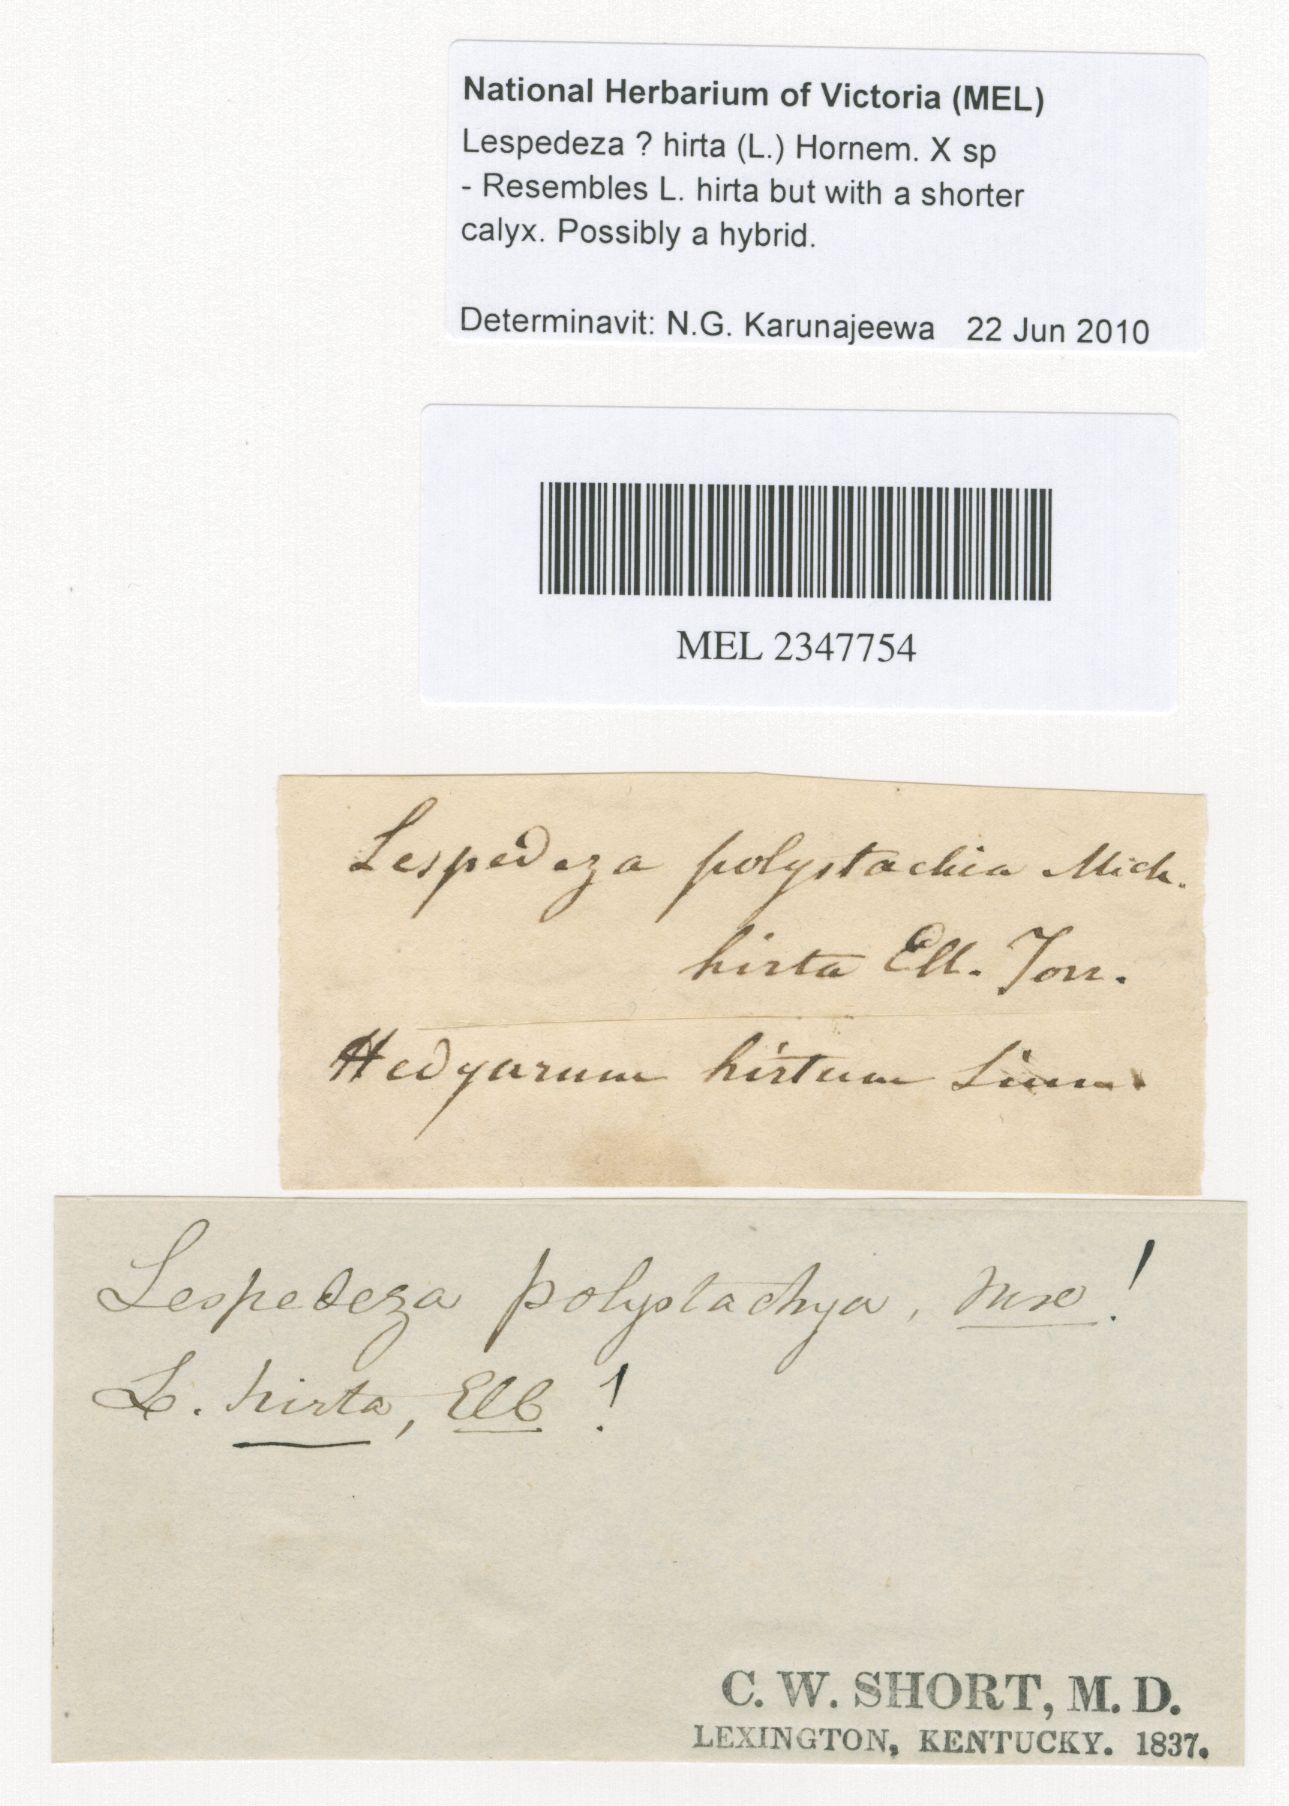 National Herbarium of Victoria (MEL)
Lespedeza ? hirta (L.) Hornem. X sp
- Resembles L. hirta but with a shorter
calyx. Possibly a hybrid.
Determinavit: N.G. Karunajeewa 22 Jun 2010
MEL 2347754
Lespedeza polystachia Mich.
hirta Ell. Torr.
Hedyarum hirtum Linn.
Lespedeza polystachya, Mx !
L. hirta, Ell !
C. W. SHORT, M. D.
LEXINGTON, KENTUCKY. 1837.